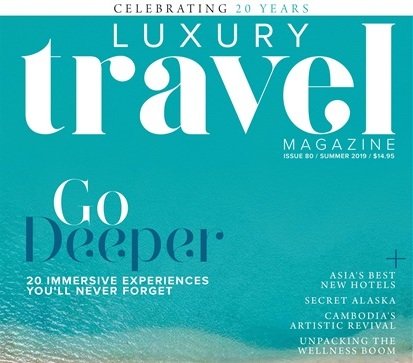 CELEBRATING 20 YEARS
LUXURY
travel
MAGAZINE
ISSUE 80 / SUMMER 2019 / $14.95
Go
Deeper
20 IMMERSIVE EXPERIENCES
YOU'LL NEVER FORGET
+
ASIA'S BEST
NEW HOTELS
SECRET ALASKA
CAMBODIA'S
ARTISTIC REVIVAL
UNPACKING THE
WELLNESS BOOM